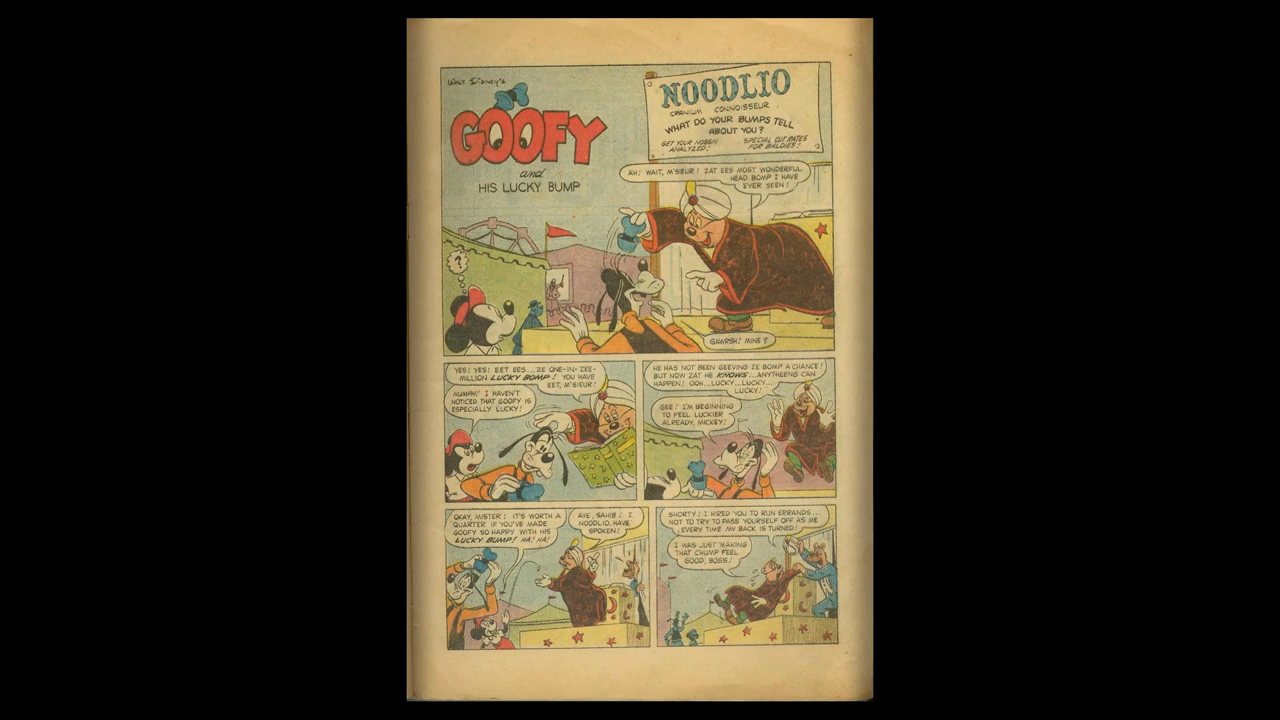 WALT DISNEY'S
GOOFY
and
HIS LUCKY BUMP
NOODLIO
CRANIUM CONNOISSEUR
WHAT DO YOUR BUMPS TELL
ABOUT YOU?
GET YOUR NOGGIN
ANALYZED!
SPECIAL CUT RATES
FOR BALDIES!
AH! WAIT, M'SIEUR! ZAT EES MOST WONDERFUL
HEAD BOMP I HAVE
EVER SEEN!
?
GAWRSH! MINE?
YES! YES! EET EES... ZE ONE-IN-ZEE-
MILLION LUCKY BOMP! YOU HAVE
EET, M'SIEUR!
HUMPH! I HAVEN'T
NOTICED THAT GOOFY IS
ESPECIALLY LUCKY!
HE HAS NOT BEEN GEEVING ZE BOMP A CHANCE!
BUT NOW ZAT HE KNOWS...ANYTHEENG CAN
HAPPEN! OOH...LUCKY...LUCKY...
LUCKY!
GEE! I'M BEGINNING
TO FEEL LUCKIER
ALREADY, MICKEY!
OKAY, MISTER! IT'S WORTH A
QUARTER IF YOU'VE MADE
GOOFY SO HAPPY WITH HIS
LUCKY BUMP! HA! HA!
AYE, SAHIB! I,
NOODLIO, HAVE
SPOKEN!
SHORTY! I HIRED YOU TO RUN ERRANDS...
NOT TO TRY TO PASS YOURSELF OFF AS ME
EVERY TIME MY BACK IS TURNED!
I WAS JUST MAKING
THAT CHUMP FEEL
GOOD, BOSS!